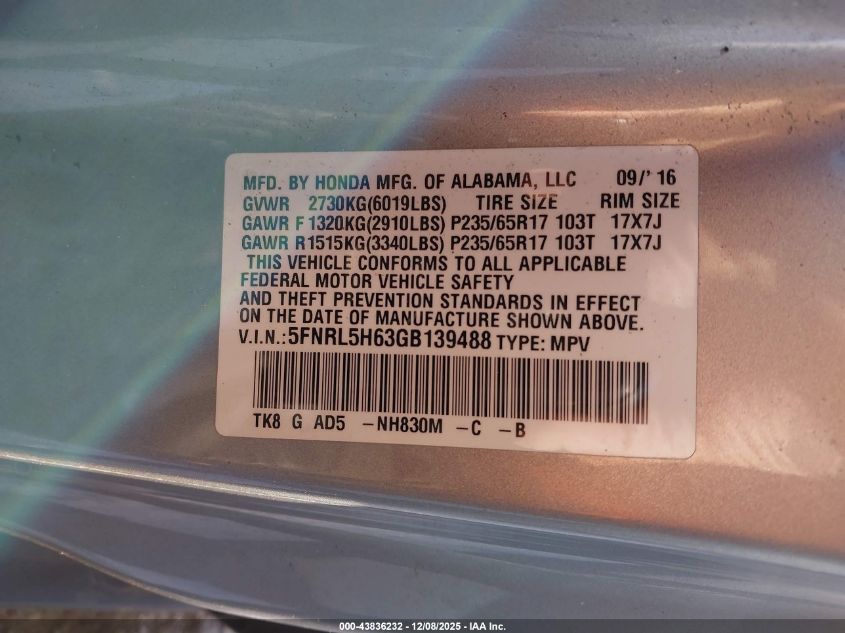 MFD. BY HONDA MFG. OF ALABAMA, LLC 09/' 16
GVWR 2730KG(6019LBS) TIRE SIZE RIM SIZE
GAWR F 1320KG(2910LBS) P235/65R17 103T 17X7J
GAWR R1515KG(3340LBS) P235/65R17 103T 17X7J
THIS VEHICLE CONFORMS TO ALL APPLICABLE
FEDERAL MOTOR VEHICLE SAFETY
AND THEFT PREVENTION STANDARDS IN EFFECT
ON THE DATE OF MANUFACTURE SHOWN ABOVE.
V.I.N.:5FNRL5H63GB139488 TYPE: MPV
TK8 G AD5 -NH830M -C -B
000-43836232 - 12/08/2025 - IAA Inc.